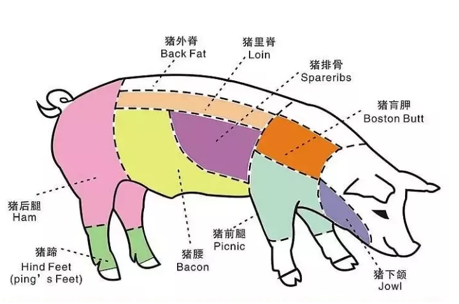 猪外脊
Back Fat
猪里脊
Loin
猪排骨
Spareribs
猪肓胛
Boston Butt
猪后腿
Ham
猪蹄
Hind Feet
(ping's Feet)
猪腰
Bacon
猪前腿
Picnic
猪下颌
Jowl